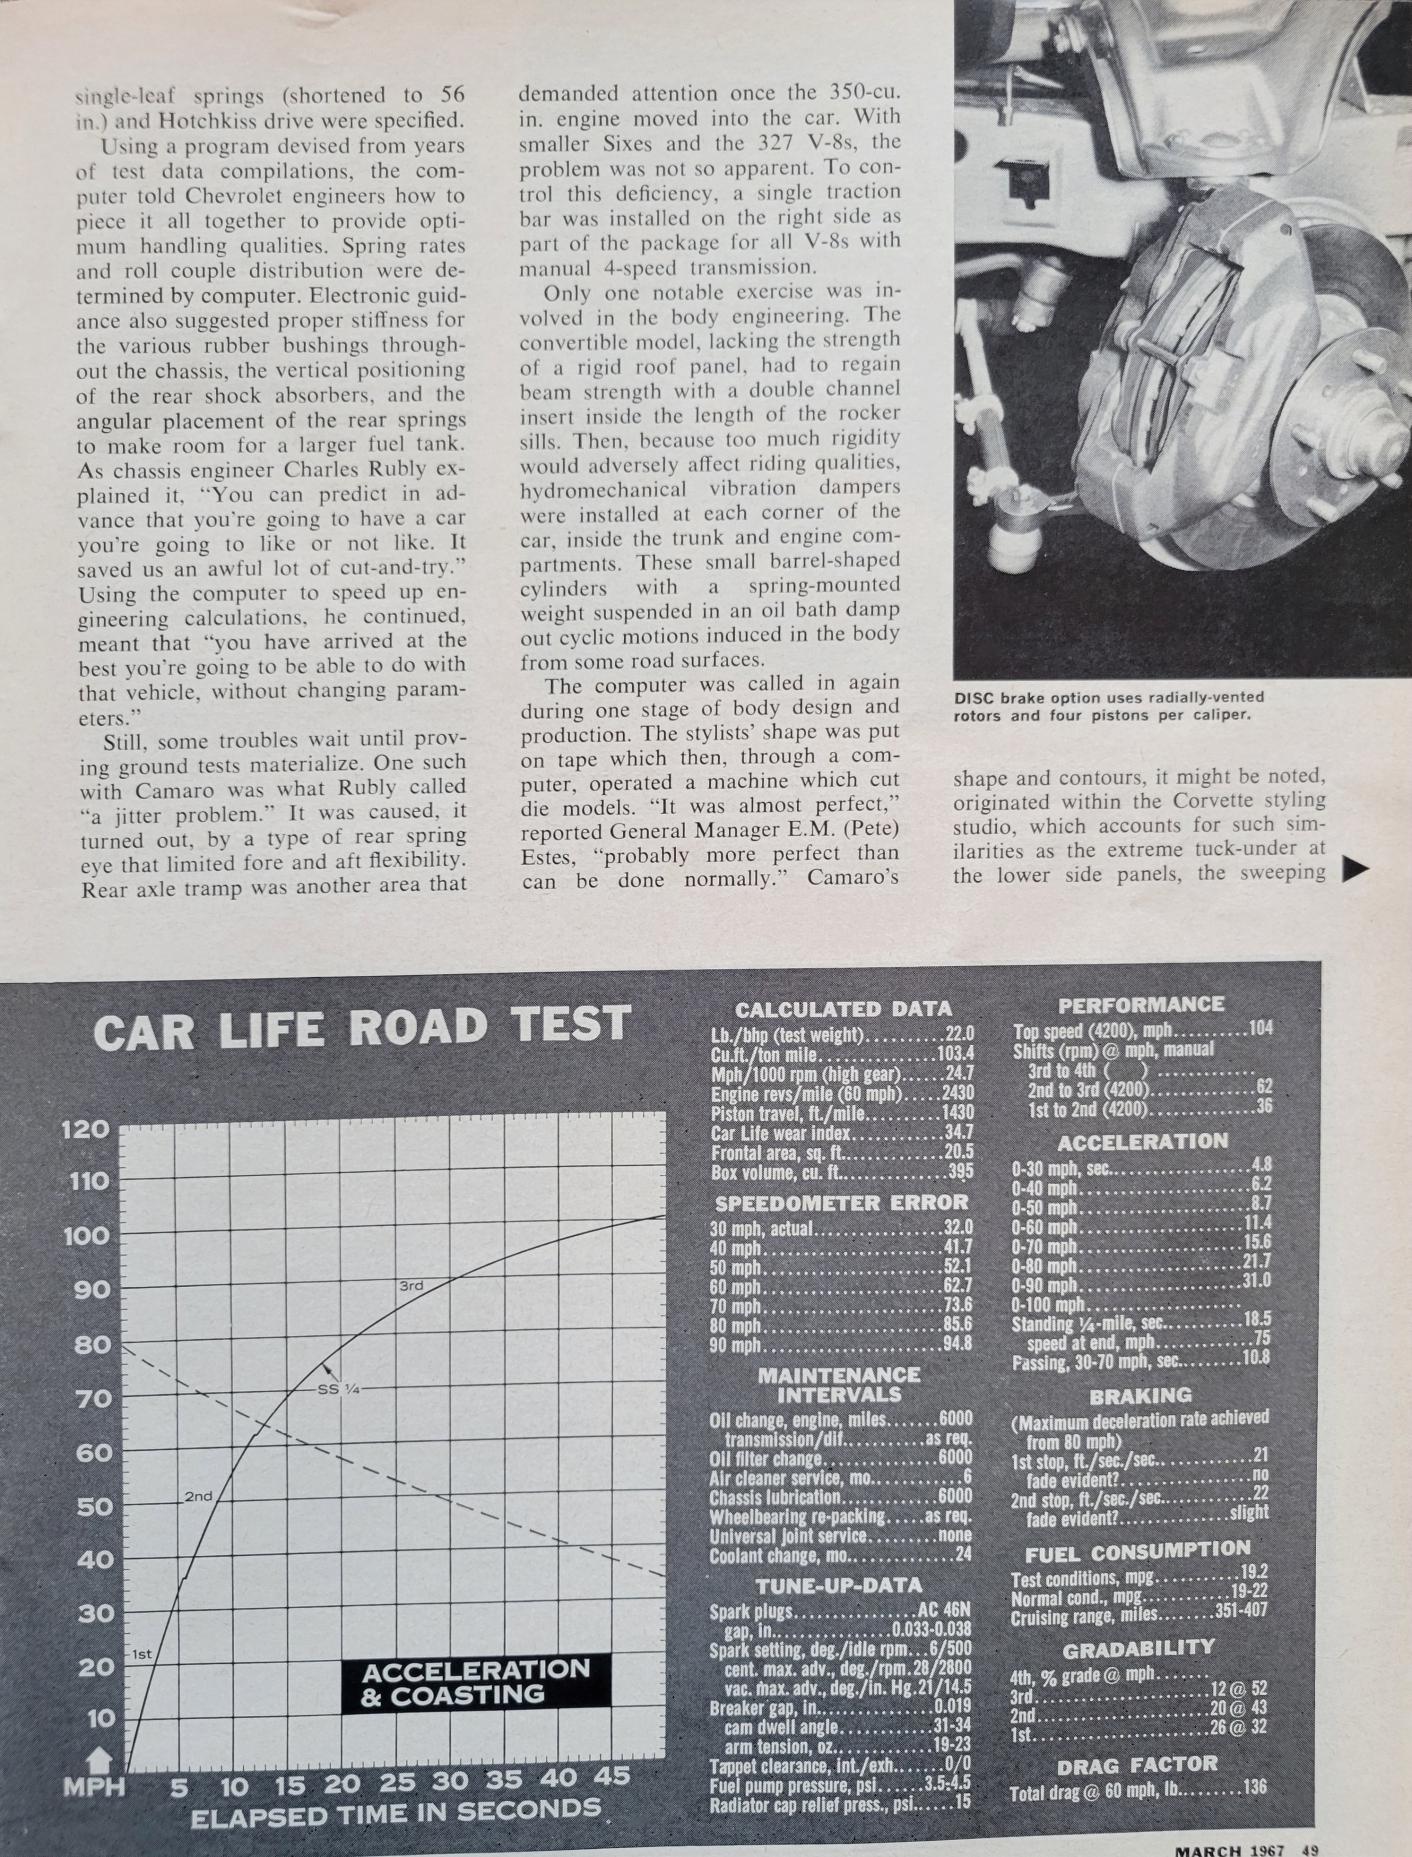 single-leaf springs (shortened to 56
in.) and Hotchkiss drive were specified.
Using a program devised from years
of test data compilations, the com-
puter told Chevrolet engineers how to
piece it all together to provide opti-
mum handling qualities. Spring rates
and roll couple distribution were de-
termined by computer. Electronic guid-
ance also suggested proper stiffness for
the various rubber bushings through-
out the chassis, the vertical positioning
of the rear shock absorbers, and the
angular placement of the rear springs
to make room for a larger fuel tank.
As chassis engineer Charles Rubly ex-
plained it, “You can predict in ad-
vance that you’re going to have a car
you’re going to like or not like. It
saved us an awful lot of cut-and-try.”
Using the computer to speed up en-
gineering calculations, he continued,
meant that “you have arrived at the
best you’re going to be able to do with
that vehicle, without changing param-
eters.”
Still, some troubles wait until prov-
ing ground tests materialize. One such
with Camaro was what Rubly called
“a jitter problem.” It was caused, it
turned out, by a type of rear spring
eye that limited fore and aft flexibility.
Rear axle tramp was another area that
demanded attention once the 350-cu.
in. engine moved into the car. With
smaller Sixes and the 327 V-8s, the
problem was not so apparent. To con-
trol this deficiency, a single traction
bar was installed on the right side as
part of the package for all V-8s with
manual 4-speed transmission.
Only one notable exercise was in-
volved in the body engineering. The
convertible model, lacking the strength
of a rigid roof panel, had to regain
beam strength with a double channel
insert inside the length of the rocker
sills. Then, because too much rigidity
would adversely affect riding qualities,
hydromechanical vibration dampers
were installed at each corner of the
car, inside the trunk and engine com-
partments. These small barrel-shaped
cylinders with a spring-mounted
weight suspended in an oil bath damp
out cyclic motions induced in the body
from some road surfaces.
The computer was called in again
during one stage of body design and
production. The stylists’ shape was put
on tape which then, through a com-
puter, operated a machine which cut
die models. “It was almost perfect,”
reported General Manager E.M. (Pete)
Estes, “probably more perfect than
can be done normally.” Camaro’s
DISC brake option uses radially-vented
rotors and four pistons per caliper.
shape and contours, it might be noted,
originated within the Corvette styling
studio, which accounts for such sim-
ilarities as the extreme tuck-under at
the lower side panels, the sweeping
CAR LIFE ROAD TEST
120
110
100
90
80
70
60
50
40
30
20
10
MPH
5 10 15 20 25 30 35 40 45
ELAPSED TIME IN SECONDS
3rd
SS ¼
2nd
1st
ACCELERATION
& COASTING
CALCULATED DATA
Lb./bhp (test weight)..........22.0
Cu.ft./ton mile...............103.4
Mph/1000 rpm (high gear)......24.7
Engine revs/mile (60 mph).....2430
Piston travel, ft./mile..........1430
Car Life wear index............34.7
Frontal area, sq. ft.............20.5
Box volume, cu. ft..............395
SPEEDOMETER ERROR
30 mph, actual................32.0
40 mph.......................41.7
50 mph.......................52.1
60 mph.......................62.7
70 mph.......................73.6
80 mph.......................85.6
90 mph.......................94.8
MAINTENANCE
INTERVALS
Oil change, engine, miles.......6000
transmission/dif...........as req.
Oil filter change...............6000
Air cleaner service, mo............6
Chassis lubrication............6000
Wheelbearing re-packing.....as req.
Universal joint service.........none
Coolant change, mo..............24
TUNE-UP-DATA
Spark plugs................AC 46N
gap, in...............0.033-0.038
Spark setting, deg./idle rpm...6/500
cent. max. adv., deg./rpm.28/2800
vac. max. adv., deg./in. Hg.21/14.5
Breaker gap, in...............0.019
cam dwell angle............31-34
arm tension, oz.............19-23
Tappet clearance, int./exh.......0/0
Fuel pump pressure, psi......3.5-4.5
Radiator cap relief press., psi......15
PERFORMANCE
Top speed (4200), mph..........104
Shifts (rpm) @ mph, manual
3rd to 4th ( ) .............
2nd to 3rd (4200)..............62
1st to 2nd (4200)..............36
ACCELERATION
0-30 mph, sec..................4.8
0-40 mph......................6.2
0-50 mph......................8.7
0-60 mph.....................11.4
0-70 mph.....................15.6
0-80 mph.....................21.7
0-90 mph.....................31.0
0-100 mph....................
Standing ¼-mile, sec...........18.5
speed at end, mph............75
Passing, 30-70 mph, sec.........10.8
BRAKING
(Maximum deceleration rate achieved
from 80 mph)
1st stop, ft./sec./sec.............21
fade evident?................no
2nd stop, ft./sec./sec............22
fade evident?..............slight
FUEL CONSUMPTION
Test conditions, mpg...........19.2
Normal cond., mpg...........19-22
Cruising range, miles.......351-407
GRADABILITY
4th, % grade @ mph.......
3rd.....................12 @ 52
2nd.....................20 @ 43
1st.....................26 @ 32
DRAG FACTOR
Total drag @ 60 mph, lb.........136
MARCH 1967 49